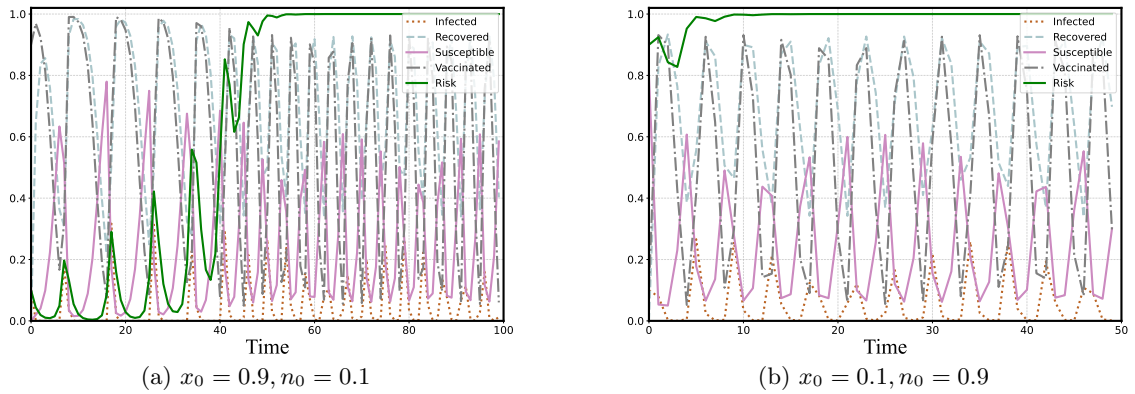 1.0
0.8
0.6
0.4
0.2
0.0
0 20 40 60 80 100
Infected
Recovered
Susceptible
Vaccinated
Risk
Time
(a) x₀ = 0.9, n₀ = 0.1
1.0
0.8
0.6
0.4
0.2
0.0
0 10 20 30 40 50
Infected
Recovered
Susceptible
Vaccinated
Risk
Time
(b) x₀ = 0.1, n₀ = 0.9